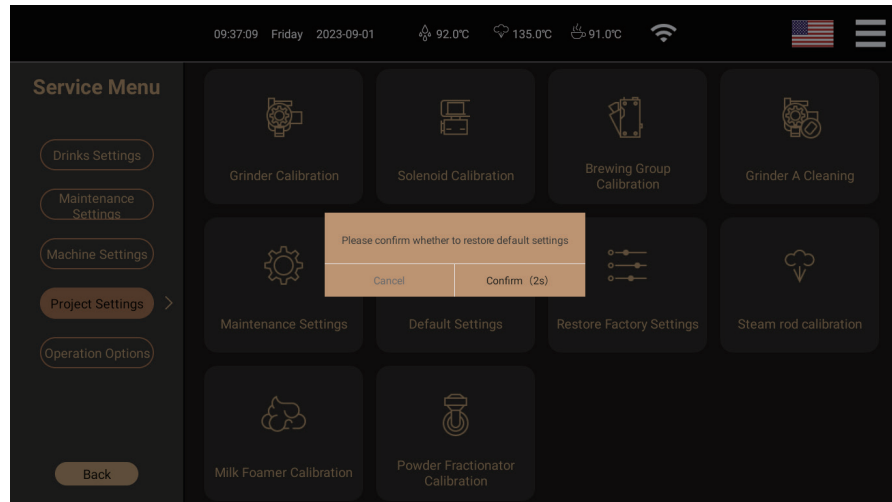 09:37:09 Friday 2023-09-01 92.0℃ 135.0℃ 91.0℃
Service Menu
Drinks Settings
Maintenance
Settings
Machine Settings
Project Settings
Operation Options
Back
Grinder Calibration
Solenoid Calibration
Brewing Group
Calibration
Grinder A Cleaning
Please confirm whether to restore default settings
Cancel
Confirm（2s）
Maintenance Settings
Default Settings
Restore Factory Settings
Steam rod calibration
Milk Foamer Calibration
Powder Fractionator
Calibration